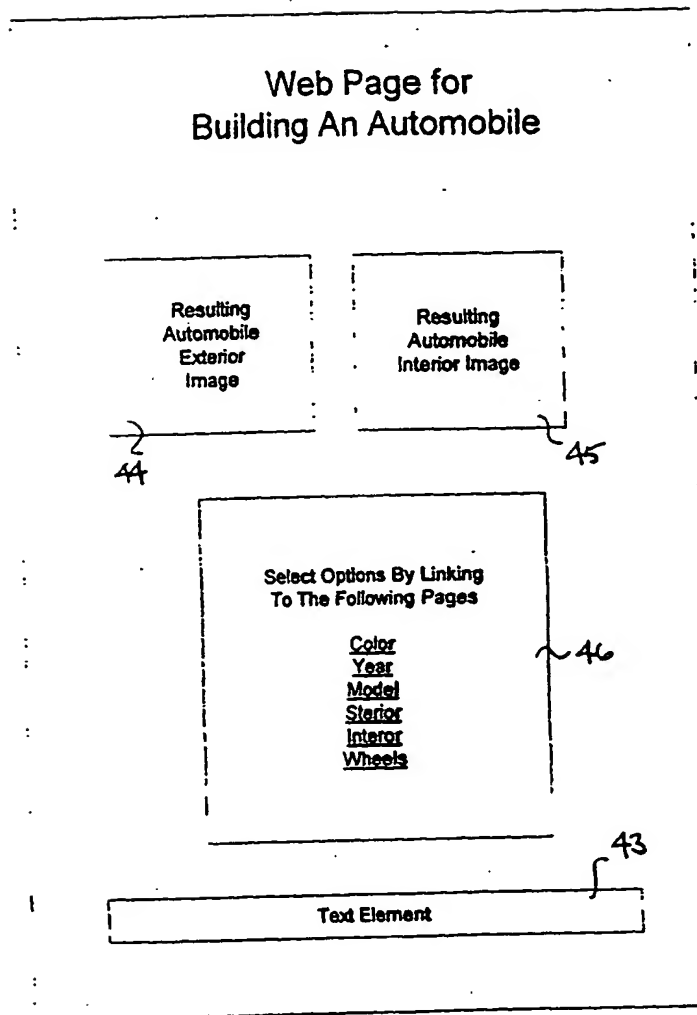 Web Page for
Building An Automobile
Resulting
Automobile
Exterior
Image
44
Resulting
Automobile
Interior Image
45
Select Options By Linking
To The Following Pages
Color
Year
Model
Sterior
Interor
Wheels
46
43
Text Element